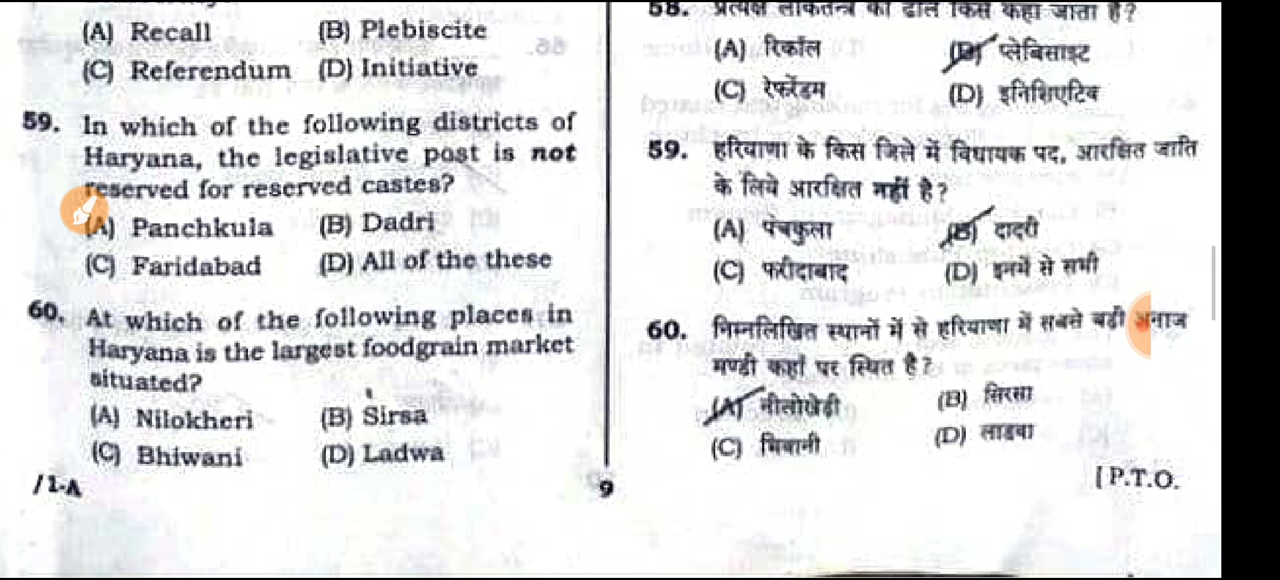 (A) Recall (B) Plebiscite
(C) Referendum (D) Initiative
59. In which of the following districts of
Haryana, the legislative post is not
reserved for reserved castes?
(A) Panchkula (B) Dadri
(C) Faridabad (D) All of the these
60. At which of the following places in
Haryana is the largest foodgrain market
situated?
(A) Nilokheri (B) Sirsa
(C) Bhiwani (D) Ladwa
/1-A
9
58. प्रत्यक्ष लोकतन्त्र की ढाल किसे कहा जाता है?
(A) रिकॉल (B) प्लेबिसाइट
(C) रेफरेंडम (D) इनिशिएटिव
59. हरियाणा के किस जिले में विधायक पद, आरक्षित जाति
के लिये आरक्षित नहीं है?
(A) पंचकुला (B) दादरी
(C) फरीदाबाद (D) इनमें से सभी
60. निम्नलिखित स्थानों में से हरियाणा में सबसे बड़ी अनाज
मण्डी कहाँ पर स्थित है?
(A) नीलोखेड़ी (B) सिरसा
(C) भिवानी (D) लाडवा
[ P.T.O.